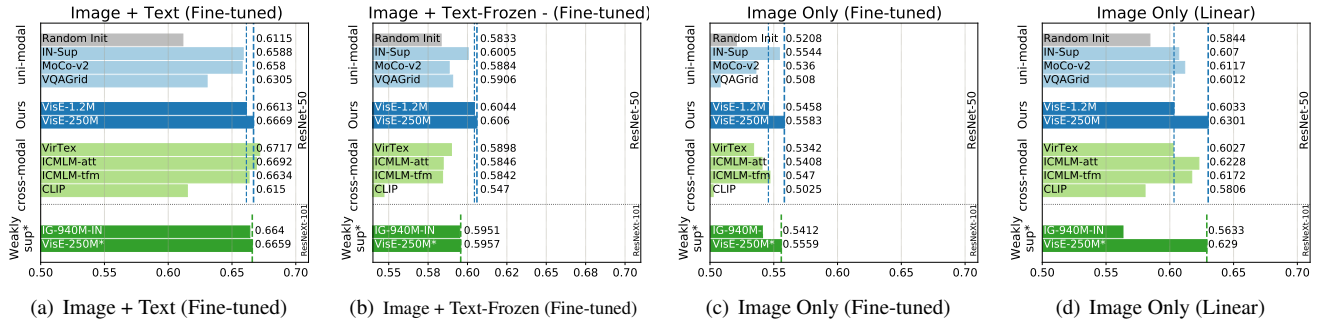 Image + Text (Fine-tuned)
uni-modal
Ours
cross-modal
Weakly
sup*
Random Init 0.6115
IN-Sup 0.6588
MoCo-v2 0.658
VQAGrid 0.6305
VisE-1.2M 0.6613
VisE-250M 0.6669
VirTex 0.6717
ICMLM-att 0.6692
ICMLM-tfm 0.6634
CLIP 0.615
IG-940M-IN 0.664
VisE-250M* 0.6659
ResNet-50
ResNeXt-101
0.50 0.55 0.60 0.65 0.70
(a) Image + Text (Fine-tuned)
Image + Text-Frozen - (Fine-tuned)
uni-modal
Ours
cross-modal
Weakly
sup*
Random Init 0.5833
IN-Sup 0.6005
MoCo-v2 0.5884
VQAGrid 0.5906
VisE-1.2M 0.6044
VisE-250M 0.606
VirTex 0.5898
ICMLM-att 0.5846
ICMLM-tfm 0.5842
CLIP 0.547
IG-940M-IN 0.5951
VisE-250M* 0.5957
ResNet-50
ResNeXt-101
0.55 0.58 0.60 0.62 0.65 0.68 0.70
(b) Image + Text-Frozen (Fine-tuned)
Image Only (Fine-tuned)
uni-modal
Ours
cross-modal
Weakly
sup*
Random Init 0.5208
IN-Sup 0.5544
MoCo-v2 0.536
VQAGrid 0.508
VisE-1.2M 0.5458
VisE-250M 0.5583
VirTex 0.5342
ICMLM-att 0.5408
ICMLM-tfm 0.547
CLIP 0.5025
IG-940M- 0.5412
VisE-250M* 0.5559
ResNet-50
ResNeXt-101
0.50 0.55 0.60 0.65 0.70
(c) Image Only (Fine-tuned)
Image Only (Linear)
uni-modal
Ours
cross-modal
Weakly
sup*
Random Init 0.5844
IN-Sup 0.607
MoCo-v2 0.6117
VQAGrid 0.6012
VisE-1.2M 0.6033
VisE-250M 0.6301
VirTex 0.6027
ICMLM-att 0.6228
ICMLM-tfm 0.6172
CLIP 0.5806
IG-940M-IN 0.5633
VisE-250M* 0.629
ResNet-50
ResNeXt-101
0.50 0.55 0.60 0.65 0.70
(d) Image Only (Linear)